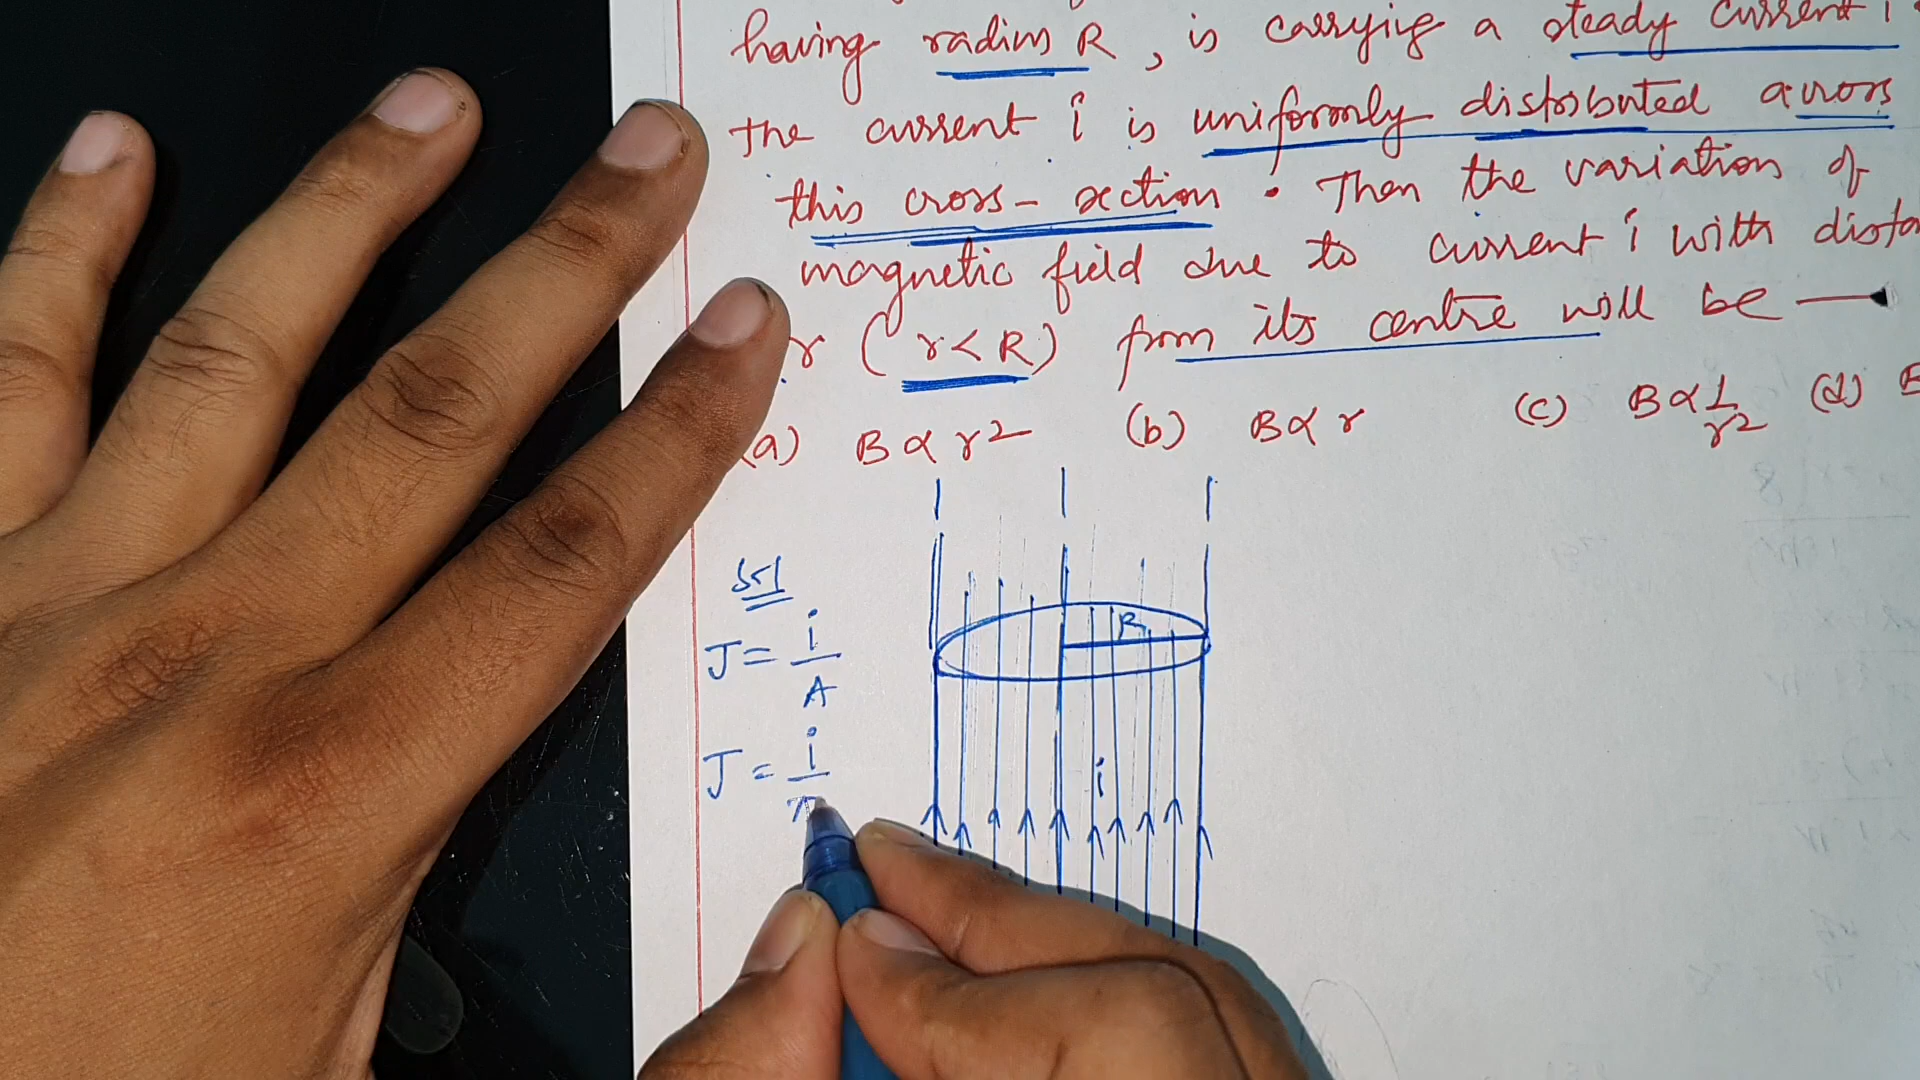 having radius R, is carrying a steady current i.
the current i is uniformly distributed across
this cross-section. Then the variation of
magnetic field due to current i with dista
r (r<R) from its centre will be —
(a) B ∝ r² (b) B ∝ r (c) B ∝ 1/r² (d) B
Sol
J = i/A
J = i/π
R
i